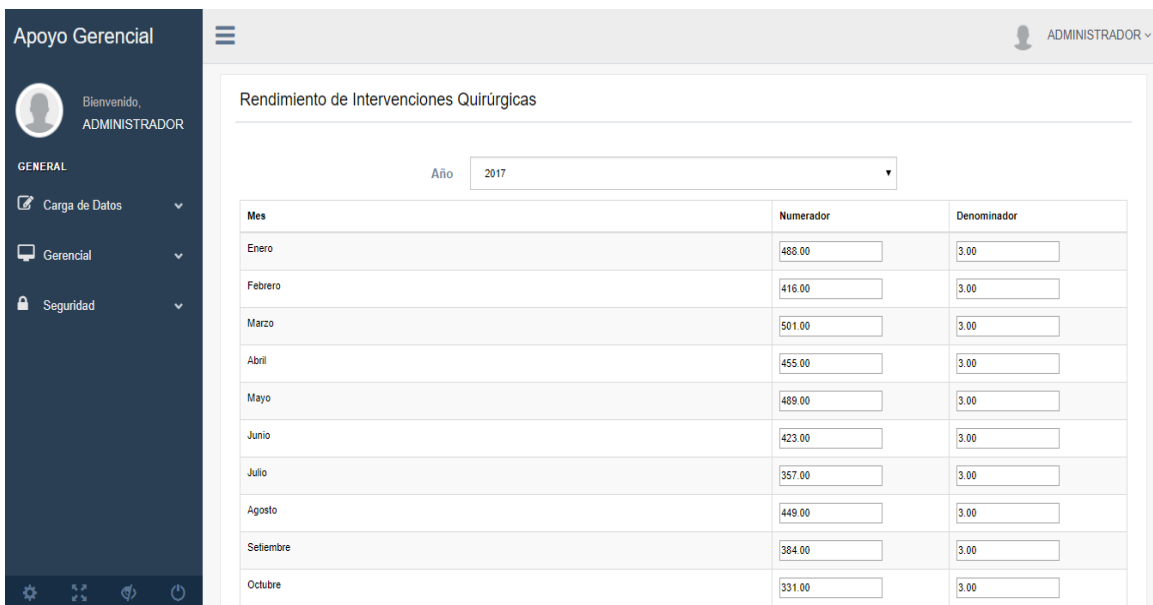 Apoyo Gerencial
ADMINISTRADOR
Bienvenido,
ADMINISTRADOR
GENERAL
Carga de Datos
Gerencial
Seguridad
Rendimiento de Intervenciones Quirúrgicas
Año 2017
Mes Numerador Denominador
Enero 488.00 3.00
Febrero 416.00 3.00
Marzo 501.00 3.00
Abril 455.00 3.00
Mayo 489.00 3.00
Junio 423.00 3.00
Julio 357.00 3.00
Agosto 449.00 3.00
Setiembre 384.00 3.00
Octubre 331.00 3.00